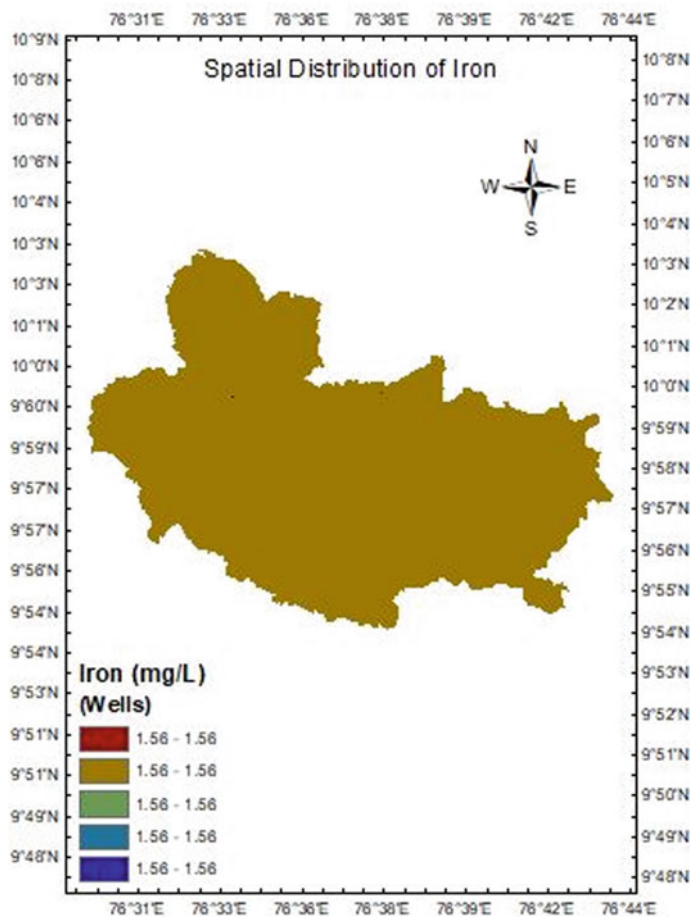 76°31'E 76°33'E 76°36'E 76°38'E 76°39'E 76°42'E 76°44'E
10°9'N
10°8'N
10°8'N
10°7'N
10°6'N
10°6'N
10°6'N
10°5'N
10°4'N
10°4'N
10°3'N
10°3'N
10°3'N
10°2'N
10°1'N
10°1'N
10°0'N
10°0'N
9°60'N
9°59'N
9°59'N
9°58'N
9°57'N
9°57'N
9°57'N
9°56'N
9°56'N
9°55'N
9°54'N
9°54'N
9°54'N
9°53'N
9°53'N
9°52'N
9°51'N
9°51'N
9°51'N
9°50'N
9°49'N
9°49'N
9°48'N
9°48'N
Spatial Distribution of Iron
N
W E
S
Iron (mg/L)
(Wells)
1.56 - 1.56
1.56 - 1.56
1.56 - 1.56
1.56 - 1.56
1.56 - 1.56
76°31'E 76°33'E 76°36'E 76°38'E 76°39'E 76°42'E 76°44'E